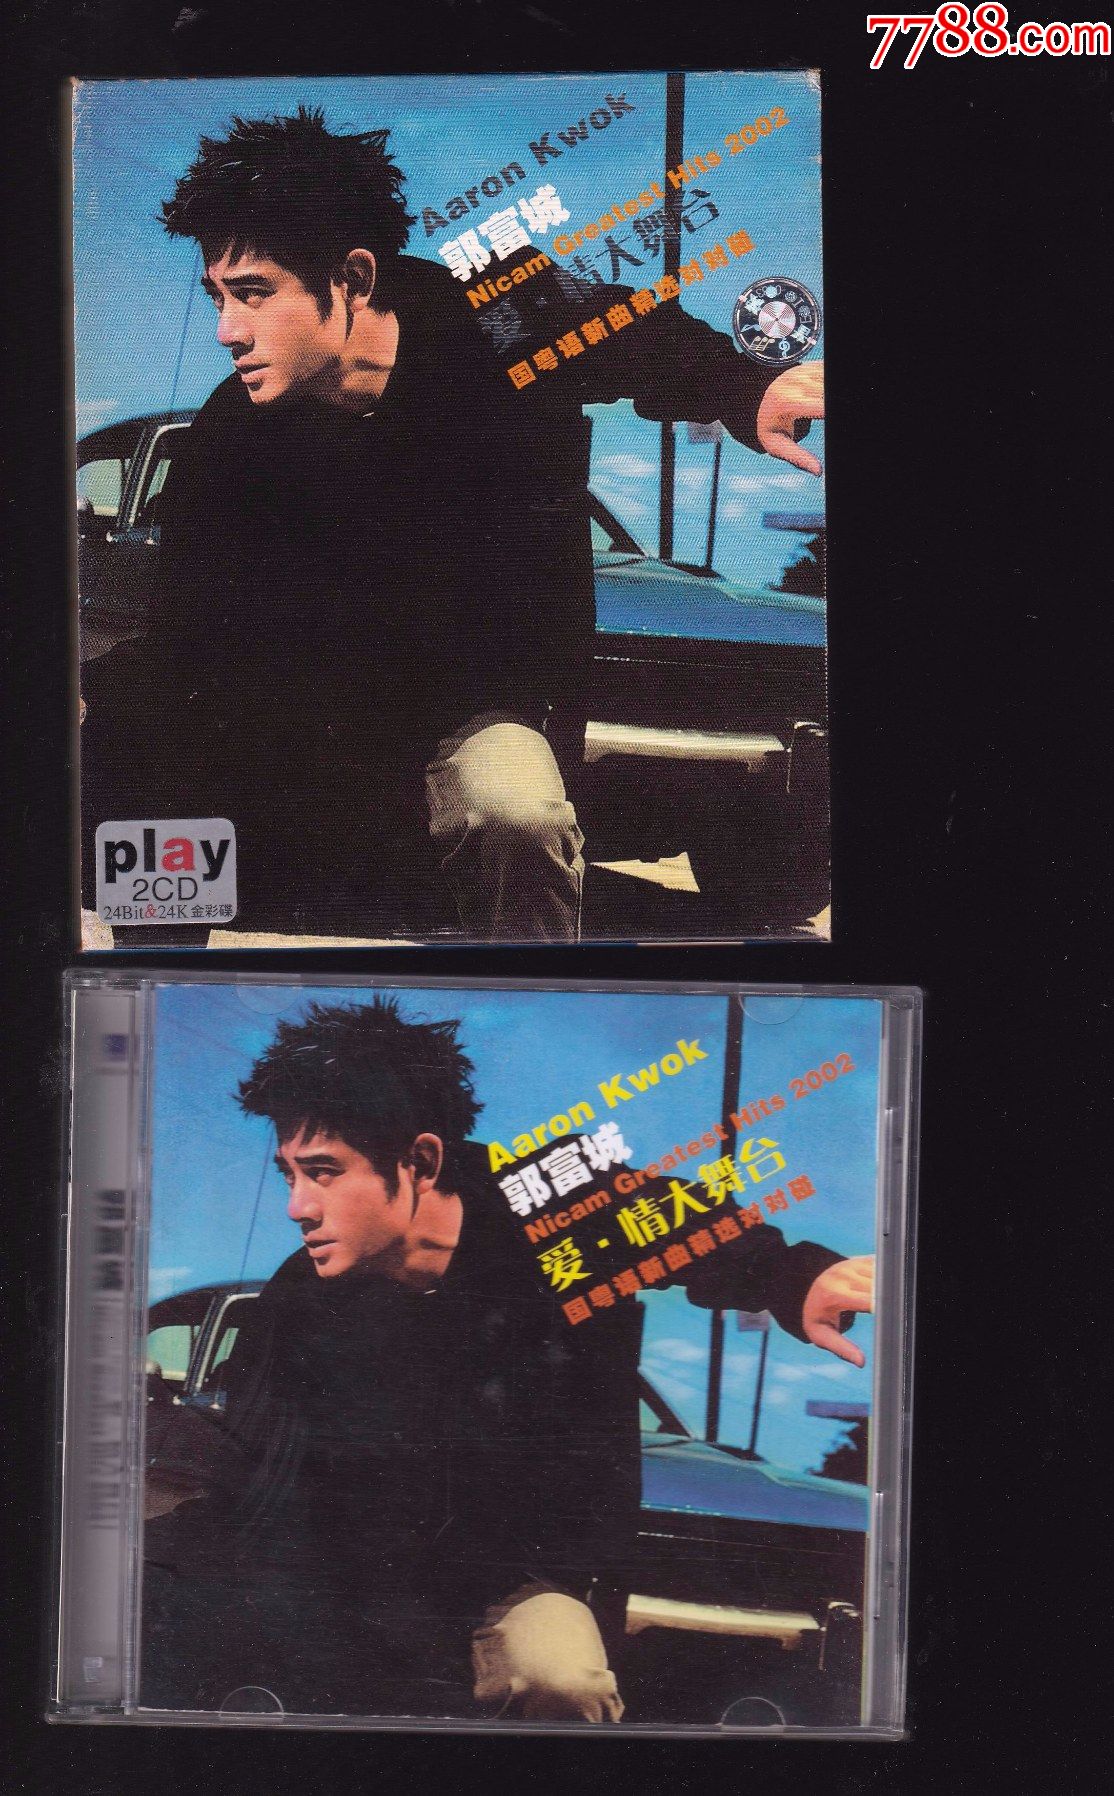 7788.com
Aaron Kwok
郭富城
Nicam Greatest Hits 2002
爱·情大舞台
国粤语新曲精选对对碰
play
2CD
24Bit&24K金彩碟
Aaron Kwok
郭富城
Nicam Greatest Hits 2002
爱·情大舞台
国粤语新曲精选对对碰